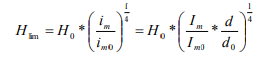 H_lim = H_0 * (i_m / i_m0)^(1/4) = H_0 * (I_m / I_m0 * d / d_0)^(1/4)